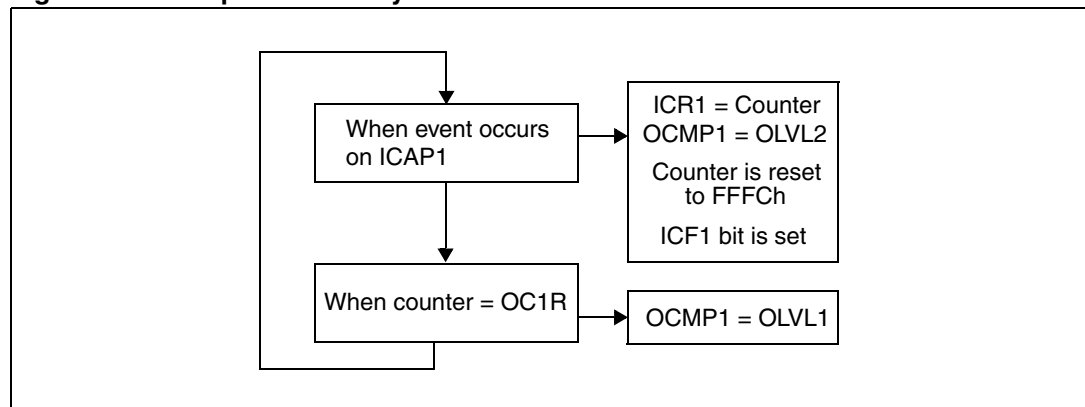 When event occurs
on ICAP1
ICR1 = Counter
OCMP1 = OLVL2
Counter is reset
to FFFCh
ICF1 bit is set
When counter = OC1R
OCMP1 = OLVL1